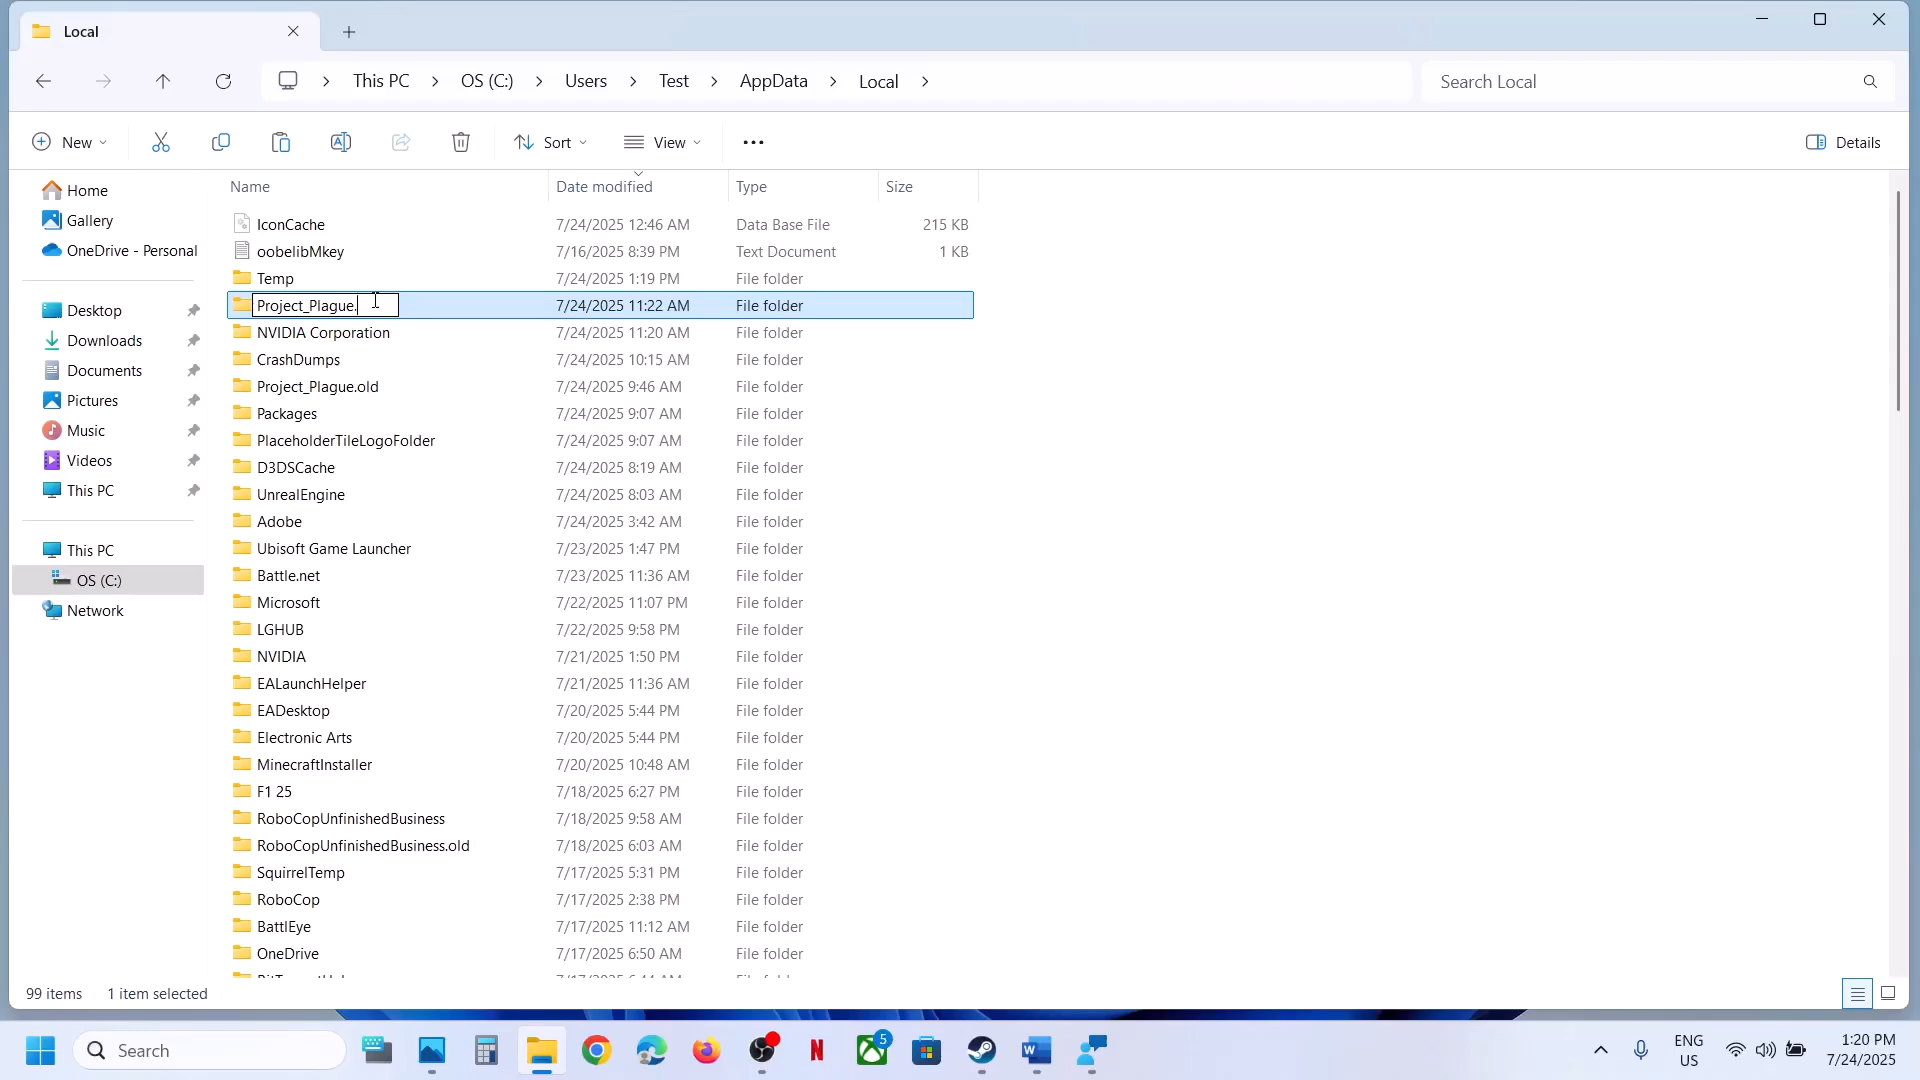 Local
This PC
OS (C:)
Users
Test
AppData
Local
Search Local
New
Sort
View
Details
Name
Date modified
Type
Size
Home
Gallery
OneDrive - Personal
Desktop
Downloads
Documents
Pictures
Music
Videos
This PC
This PC
OS (C:)
Network
IconCache 7/24/2025 12:46 AM Data Base File 215 KB
oobelibMkey 7/16/2025 8:39 PM Text Document 1 KB
Temp 7/24/2025 1:19 PM File folder
Project_Plague. 7/24/2025 11:22 AM File folder
NVIDIA Corporation 7/24/2025 11:20 AM File folder
CrashDumps 7/24/2025 10:15 AM File folder
Project_Plague.old 7/24/2025 9:46 AM File folder
Packages 7/24/2025 9:07 AM File folder
PlaceholderTileLogoFolder 7/24/2025 9:07 AM File folder
D3DSCache 7/24/2025 8:19 AM File folder
UnrealEngine 7/24/2025 8:03 AM File folder
Adobe 7/24/2025 3:42 AM File folder
Ubisoft Game Launcher 7/23/2025 1:47 PM File folder
Battle.net 7/23/2025 11:36 AM File folder
Microsoft 7/22/2025 11:07 PM File folder
LGHUB 7/22/2025 9:58 PM File folder
NVIDIA 7/21/2025 1:50 PM File folder
EALaunchHelper 7/21/2025 11:36 AM File folder
EADesktop 7/20/2025 5:44 PM File folder
Electronic Arts 7/20/2025 5:44 PM File folder
MinecraftInstaller 7/20/2025 10:48 AM File folder
F1 25 7/18/2025 6:27 PM File folder
RoboCopUnfinishedBusiness 7/18/2025 9:58 AM File folder
RoboCopUnfinishedBusiness.old 7/18/2025 6:03 AM File folder
SquirrelTemp 7/17/2025 5:31 PM File folder
RoboCop 7/17/2025 2:38 PM File folder
BattlEye 7/17/2025 11:12 AM File folder
OneDrive 7/17/2025 6:50 AM File folder
99 items 1 item selected
Search
N
5
ENG
US
1:20 PM
7/24/2025